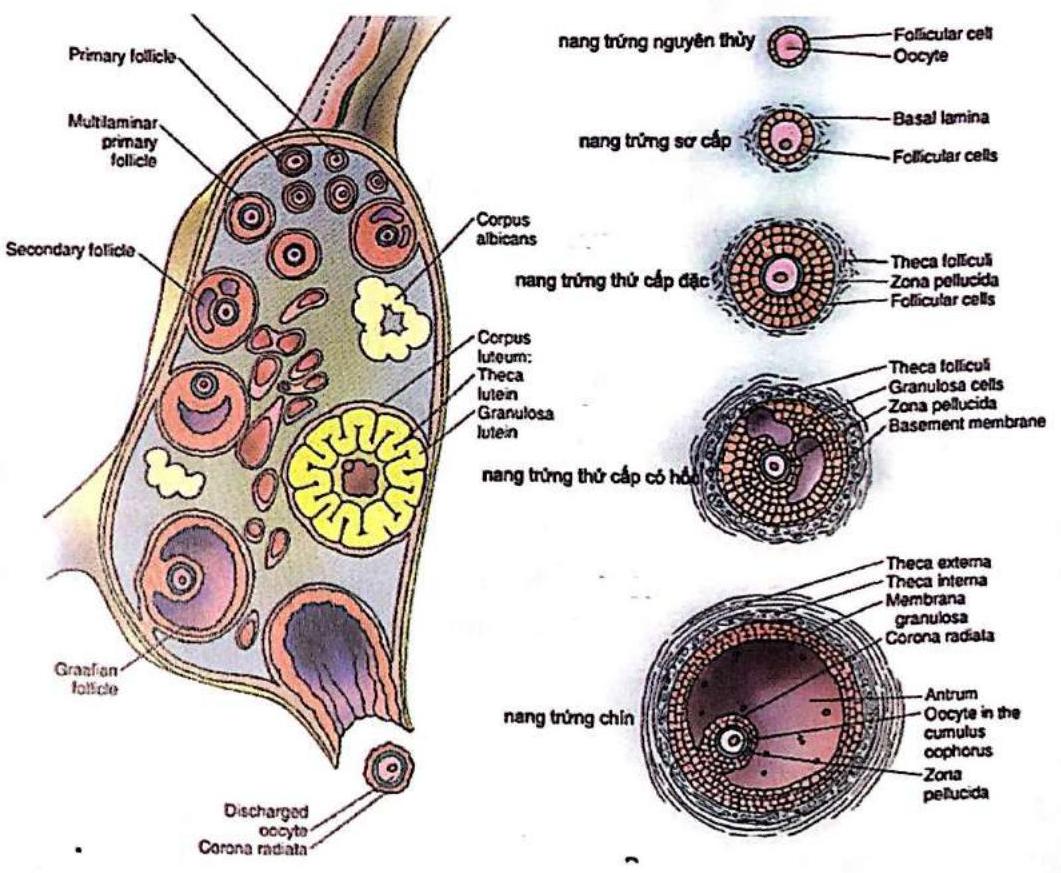 Primary follicle
Multilaminar
primary
follicle
Secondary follicle
Corpus
albicans
Corpus
luteum:
Theca
lutein
Granulosa
lutein
Graafian
follicle
Discharged
oocyte
Corona radiata
nang trứng nguyên thủy
Follicular cell
Oocyte
nang trứng sơ cấp
Basal lamina
Follicular cells
nang trứng thứ cấp đặc
Theca folliculi
Zona pellucida
Follicular cells
nang trứng thứ cấp có hốc
Theca folliculi
Granulosa cells
Zona pellucida
Basement membrane
nang trứng chín
Theca externa
Theca interna
Membrana
granulosa
Corona radiata
Antrum
Oocyte in the
cumulus
oophorus
Zona
pellucida